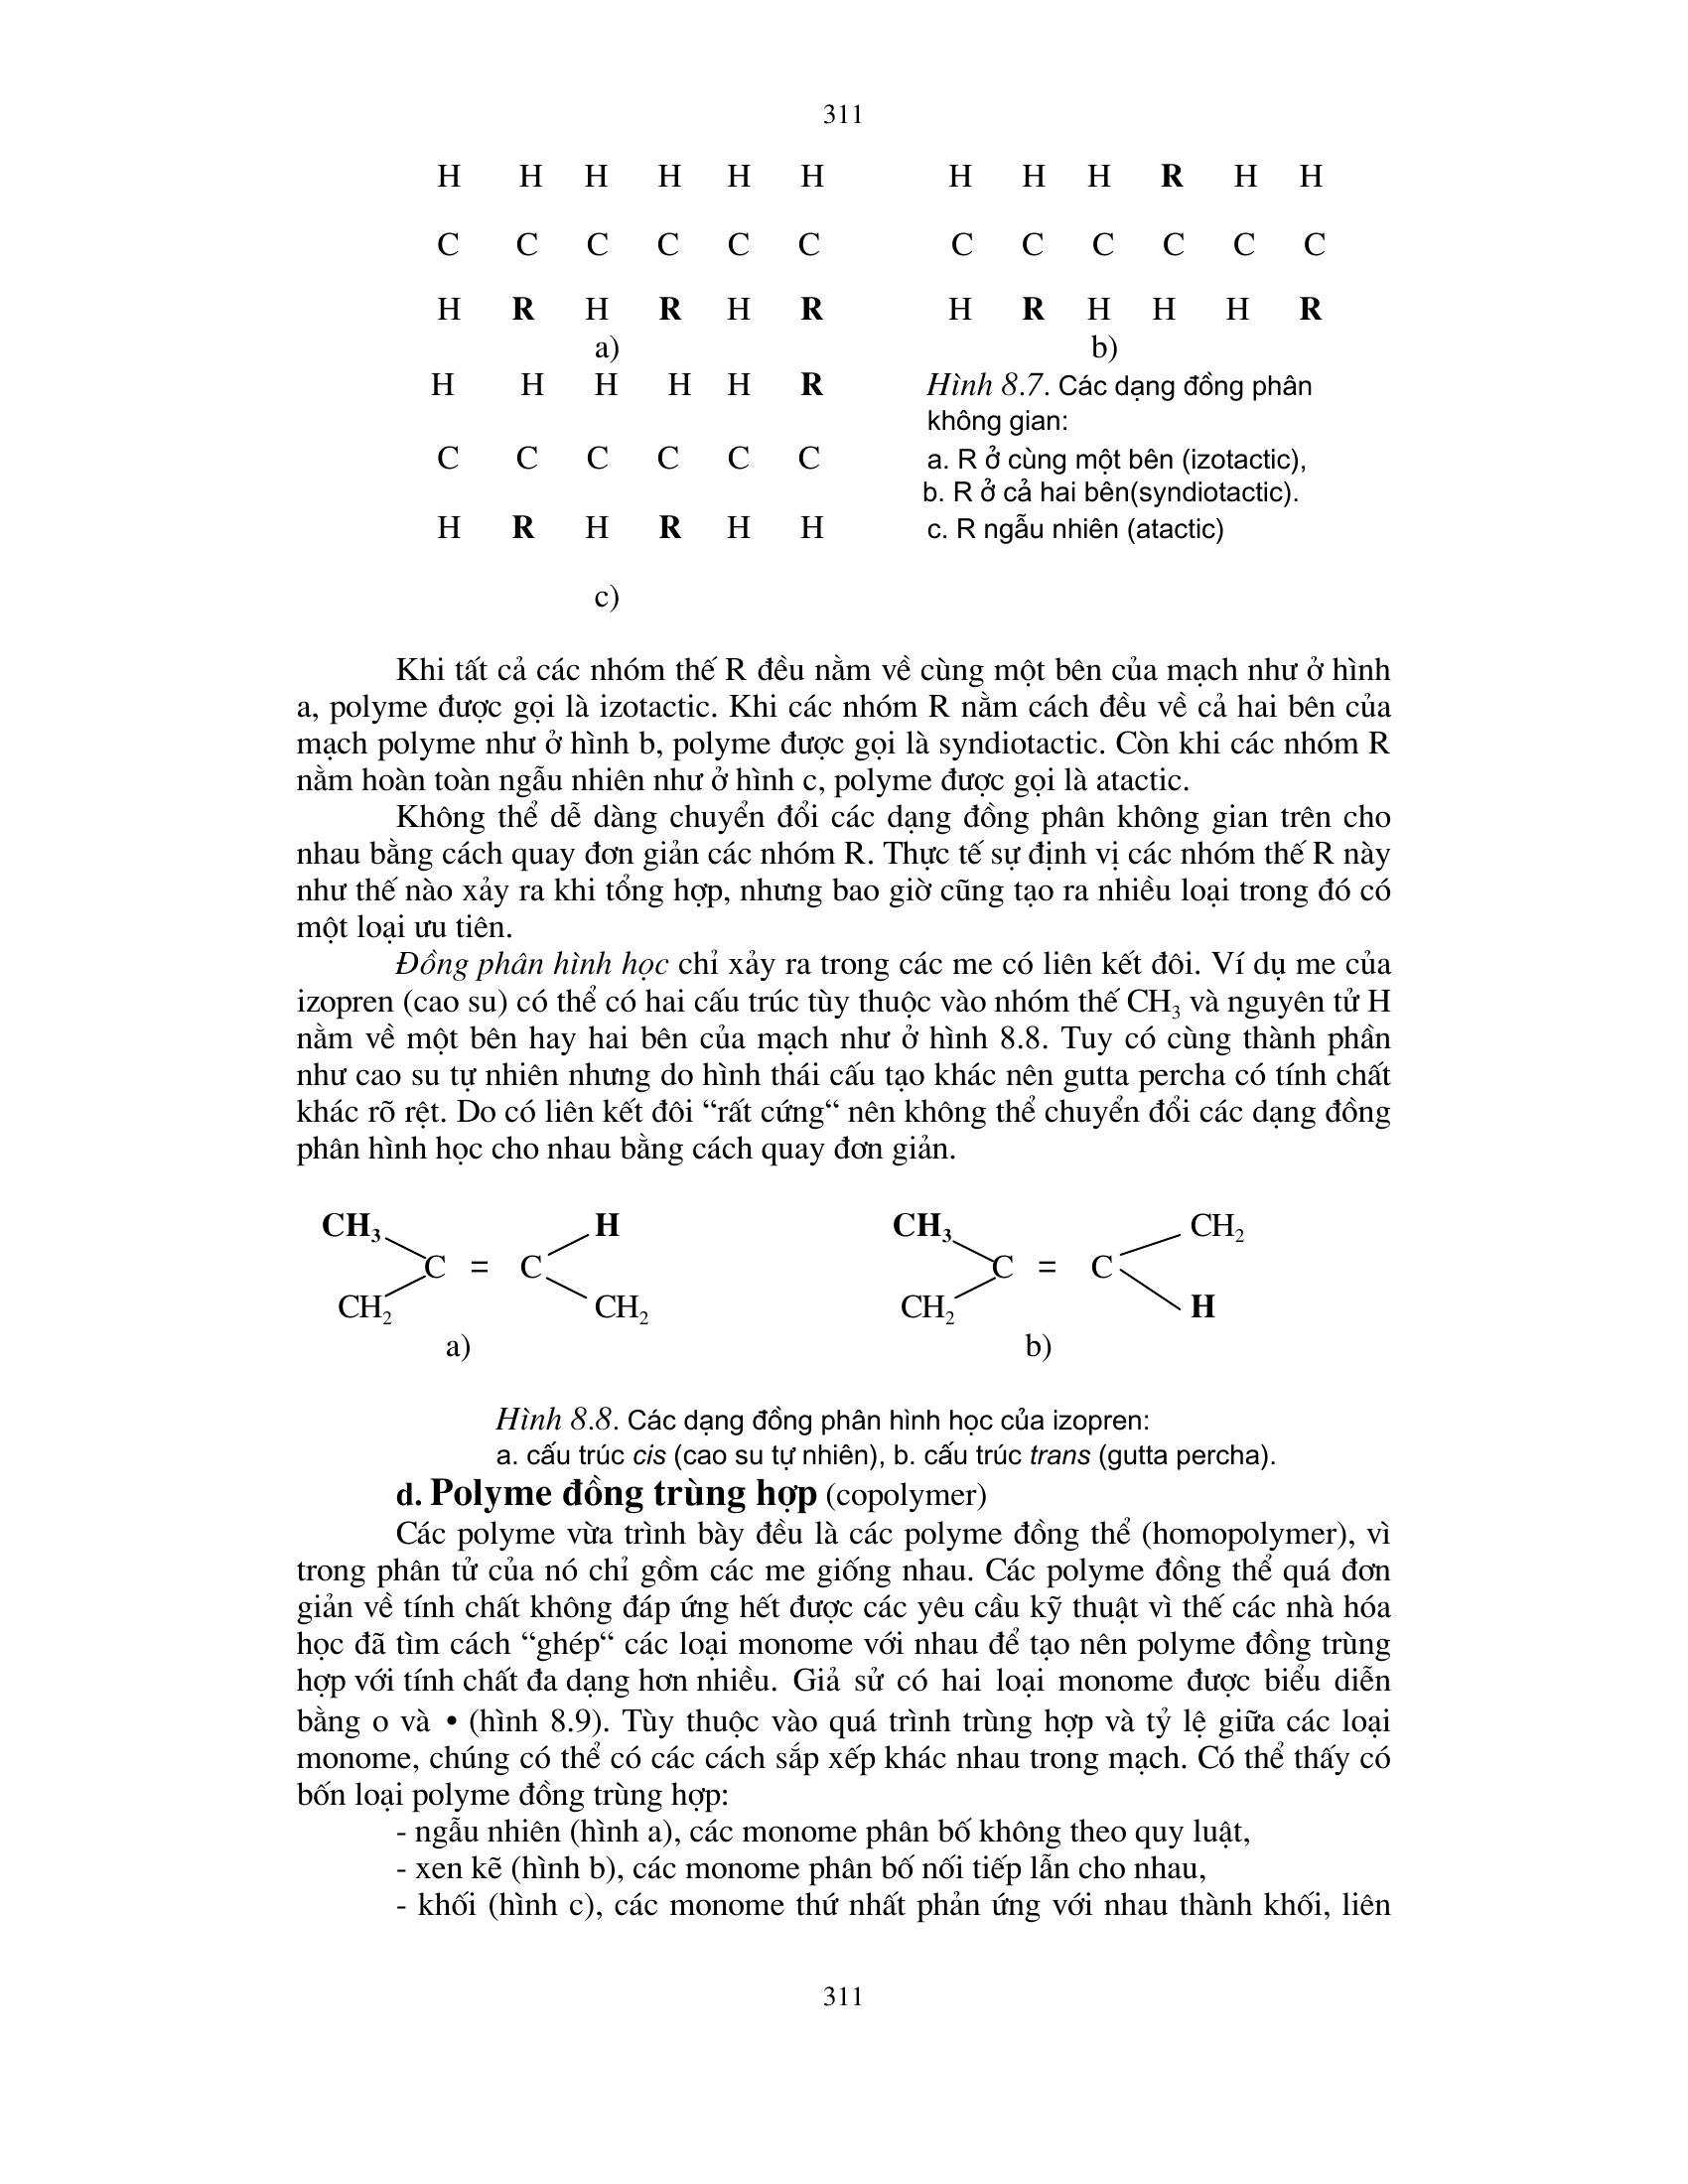 311
H H H H H H
C C C C C C
H R H R H R
a)
H H H R H H
C C C C C C
H R H H H R
b)
H H H H H R
C C C C C C
H R H R H H
c)
Hình 8.7. Các dạng đồng phân
không gian:
a. R ở cùng một bên (izotactic),
b. R ở cả hai bên(syndiotactic).
c. R ngẫu nhiên (atactic)
Khi tất cả các nhóm thế R đều nằm về cùng một bên của mạch như ở hình
a, polyme được gọi là izotactic. Khi các nhóm R nằm cách đều về cả hai bên của
mạch polyme như ở hình b, polyme được gọi là syndiotactic. Còn khi các nhóm R
nằm hoàn toàn ngẫu nhiên như ở hình c, polyme được gọi là atactic.
Không thể dễ dàng chuyển đổi các dạng đồng phân không gian trên cho
nhau bằng cách quay đơn giản các nhóm R. Thực tế sự định vị các nhóm thế R này
như thế nào xảy ra khi tổng hợp, nhưng bao giờ cũng tạo ra nhiều loại trong đó có
một loại ưu tiên.
Đồng phân hình học chỉ xảy ra trong các me có liên kết đôi. Ví dụ me của
izopren (cao su) có thể có hai cấu trúc tùy thuộc vào nhóm thế CH₃ và nguyên tử H
nằm về một bên hay hai bên của mạch như ở hình 8.8. Tuy có cùng thành phần
như cao su tự nhiên nhưng do hình thái cấu tạo khác nên gutta percha có tính chất
khác rõ rệt. Do có liên kết đôi “rất cứng“ nên không thể chuyển đổi các dạng đồng
phân hình học cho nhau bằng cách quay đơn giản.
CH₃ H
C = C
CH₂ CH₂
a)
CH₃ CH₂
C = C
CH₂ H
b)
Hình 8.8. Các dạng đồng phân hình học của izopren:
a. cấu trúc cis (cao su tự nhiên), b. cấu trúc trans (gutta percha).
d. Polyme đồng trùng hợp (copolymer)
Các polyme vừa trình bày đều là các polyme đồng thể (homopolymer), vì
trong phân tử của nó chỉ gồm các me giống nhau. Các polyme đồng thể quá đơn
giản về tính chất không đáp ứng hết được các yêu cầu kỹ thuật vì thế các nhà hóa
học đã tìm cách “ghép“ các loại monome với nhau để tạo nên polyme đồng trùng
hợp với tính chất đa dạng hơn nhiều. Giả sử có hai loại monome được biểu diễn
bằng o và • (hình 8.9). Tùy thuộc vào quá trình trùng hợp và tỷ lệ giữa các loại
monome, chúng có thể có các cách sắp xếp khác nhau trong mạch. Có thể thấy có
bốn loại polyme đồng trùng hợp:
- ngẫu nhiên (hình a), các monome phân bố không theo quy luật,
- xen kẽ (hình b), các monome phân bố nối tiếp lẫn cho nhau,
- khối (hình c), các monome thứ nhất phản ứng với nhau thành khối, liên
311